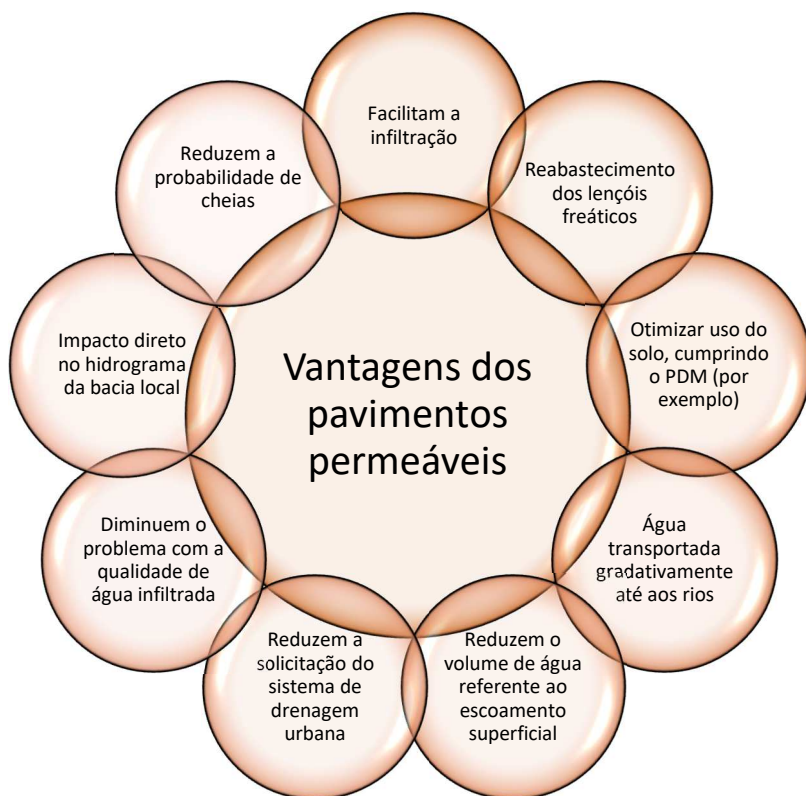 Vantagens dos
pavimentos
permeáveis
Facilitam a
infiltração
Reabastecimento
dos lençóis
freáticos
Otimizar uso do
solo, cumprindo
o PDM (por
exemplo)
Água
transportada
gradativamente
até aos rios
Reduzem o
volume de água
referente ao
escoamento
superficial
Reduzem a
solicitação do
sistema de
drenagem
urbana
Diminuem o
problema com a
qualidade de
água infiltrada
Impacto direto
no hidrograma
da bacia local
Reduzem a
probabilidade de
cheias